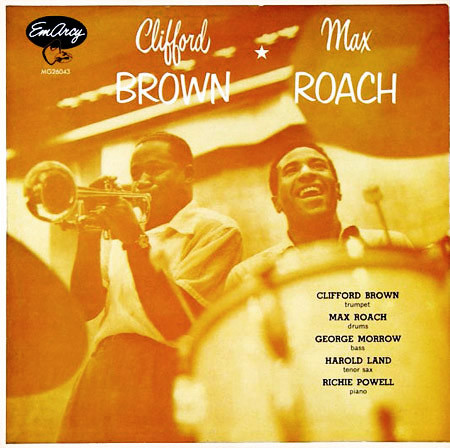 EmArcy
MG26043
Clifford
BROWN
★
Max
ROACH
CLIFFORD BROWN
trumpet
MAX ROACH
drums
GEORGE MORROW
bass
HAROLD LAND
tenor sax
RICHIE POWELL
piano